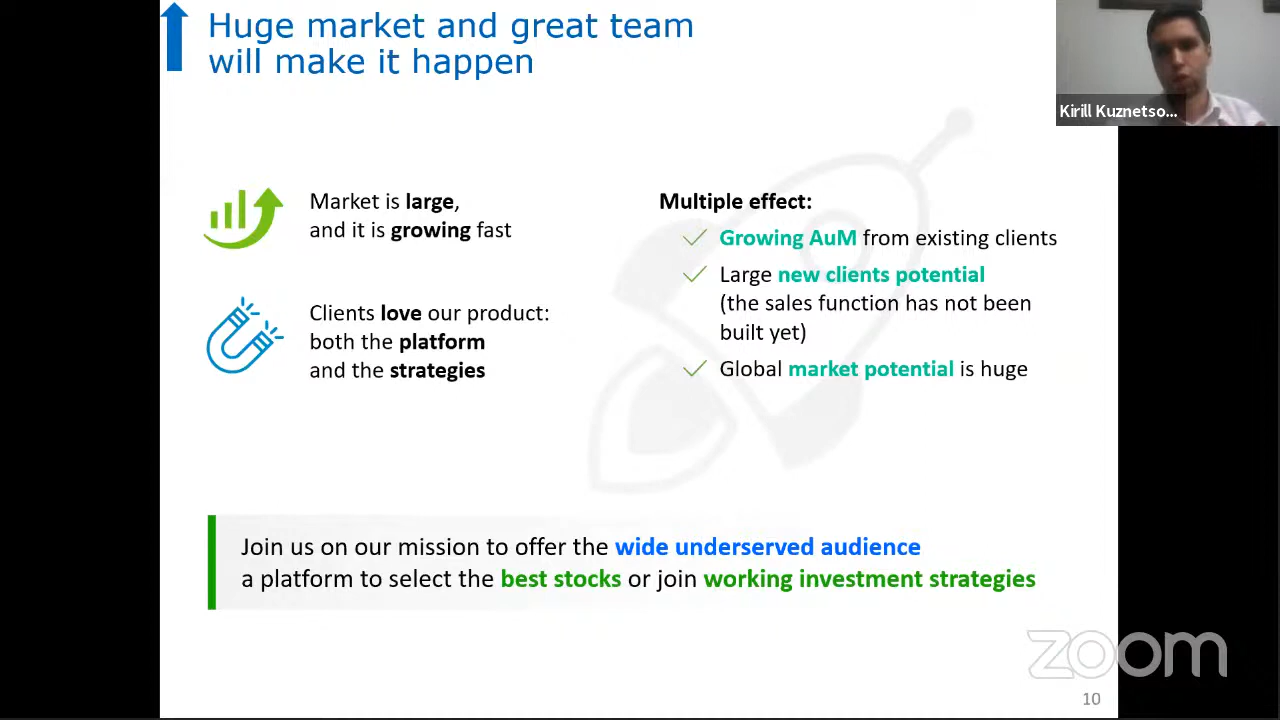 Huge market and great team
will make it happen
Kirill Kuznetso...
Market is large,
and it is growing fast
Clients love our product:
both the platform
and the strategies
Multiple effect:
Growing AuM from existing clients
Large new clients potential
(the sales function has not been
built yet)
Global market potential is huge
Join us on our mission to offer the wide underserved audience
a platform to select the best stocks or join working investment strategies
zoom
10